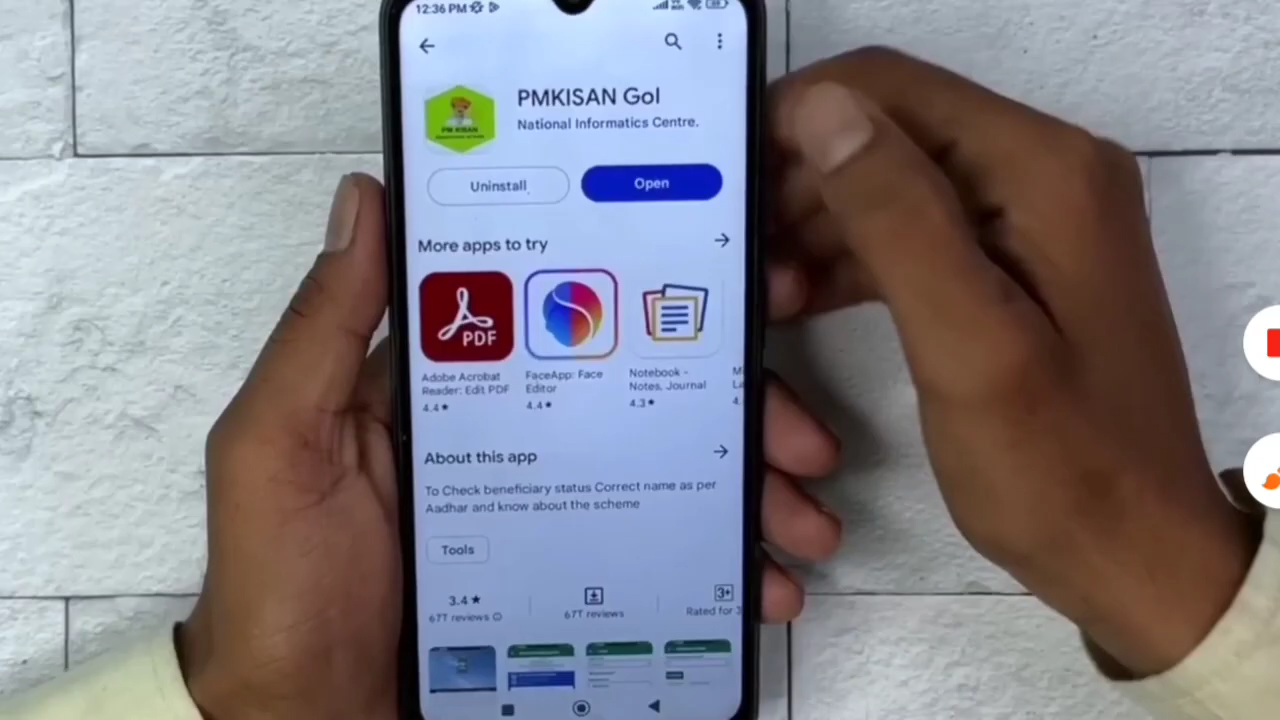 12:36 PM
PMKISAN GoI
National Informatics Centre.
PM KISAN
Uninstall
Open
More apps to try
PDF
Adobe Acrobat
Reader: Edit PDF
4.4★
FaceApp: Face
Editor
4.4★
Notebook -
Notes, Journal
4.3★
About this app
To Check beneficiary status Correct name as per
Aadhar and know about the scheme
Tools
3.4★
67T reviews
67T reviews
3+
Rated for 3